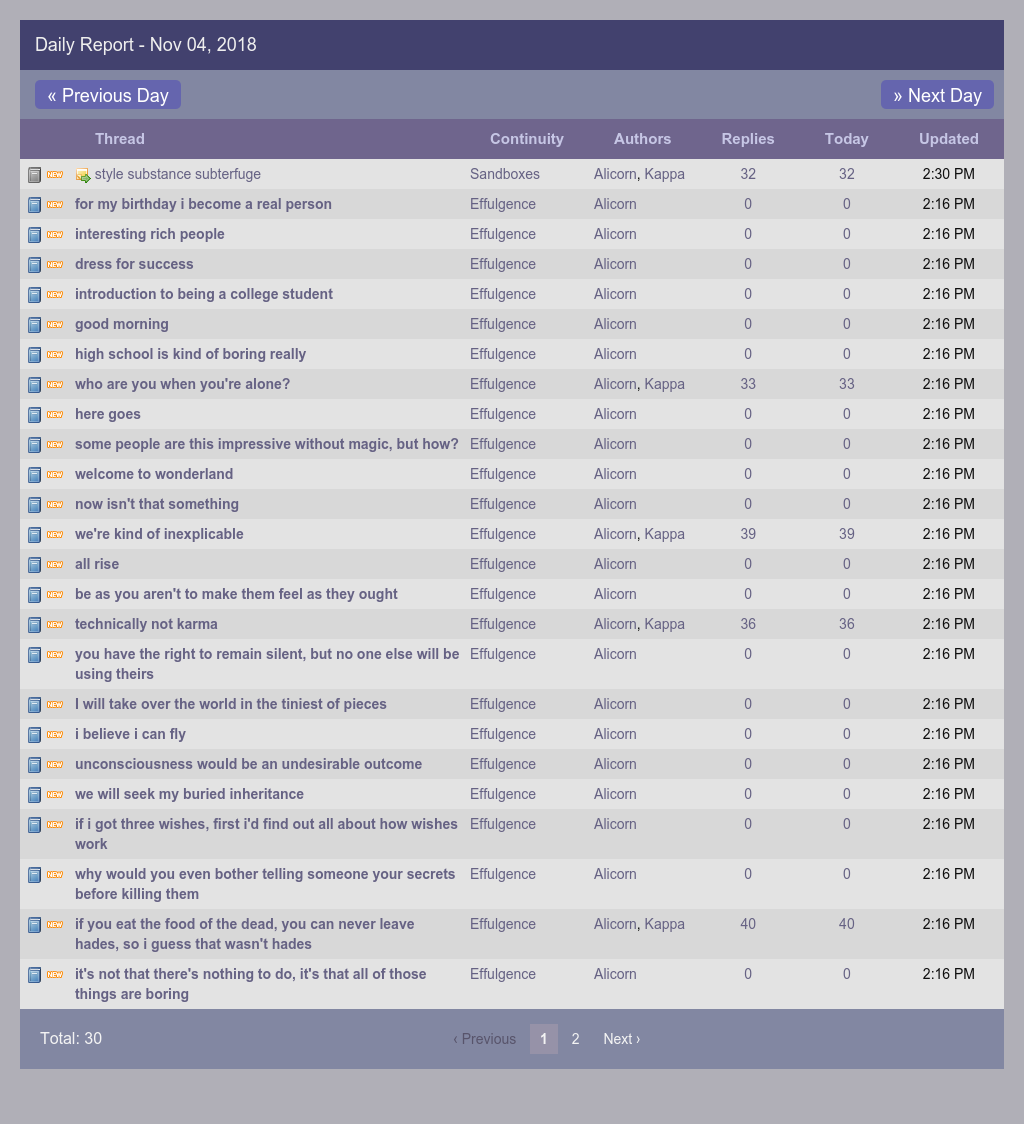 Daily Report - Nov 04, 2018
« Previous Day » Next Day
Thread Continuity Authors Replies Today Updated
NEW style substance subterfuge Sandboxes Alicorn, Kappa 32 32 2:30 PM
NEW for my birthday i become a real person Effulgence Alicorn 0 0 2:16 PM
NEW interesting rich people Effulgence Alicorn 0 0 2:16 PM
NEW dress for success Effulgence Alicorn 0 0 2:16 PM
NEW introduction to being a college student Effulgence Alicorn 0 0 2:16 PM
NEW good morning Effulgence Alicorn 0 0 2:16 PM
NEW high school is kind of boring really Effulgence Alicorn 0 0 2:16 PM
NEW who are you when you're alone? Effulgence Alicorn, Kappa 33 33 2:16 PM
NEW here goes Effulgence Alicorn 0 0 2:16 PM
NEW some people are this impressive without magic, but how? Effulgence Alicorn 0 0 2:16 PM
NEW welcome to wonderland Effulgence Alicorn 0 0 2:16 PM
NEW now isn't that something Effulgence Alicorn 0 0 2:16 PM
NEW we're kind of inexplicable Effulgence Alicorn, Kappa 39 39 2:16 PM
NEW all rise Effulgence Alicorn 0 0 2:16 PM
NEW be as you aren't to make them feel as they ought Effulgence Alicorn 0 0 2:16 PM
NEW technically not karma Effulgence Alicorn, Kappa 36 36 2:16 PM
NEW you have the right to remain silent, but no one else will be Effulgence Alicorn 0 0 2:16 PM
using theirs
NEW I will take over the world in the tiniest of pieces Effulgence Alicorn 0 0 2:16 PM
NEW i believe i can fly Effulgence Alicorn 0 0 2:16 PM
NEW unconsciousness would be an undesirable outcome Effulgence Alicorn 0 0 2:16 PM
NEW we will seek my buried inheritance Effulgence Alicorn 0 0 2:16 PM
NEW if i got three wishes, first i'd find out all about how wishes Effulgence Alicorn 0 0 2:16 PM
work
NEW why would you even bother telling someone your secrets Effulgence Alicorn 0 0 2:16 PM
before killing them
NEW if you eat the food of the dead, you can never leave Effulgence Alicorn, Kappa 40 40 2:16 PM
hades, so i guess that wasn't hades
NEW it's not that there's nothing to do, it's that all of those Effulgence Alicorn 0 0 2:16 PM
things are boring
Total: 30 ‹ Previous 1 2 Next ›